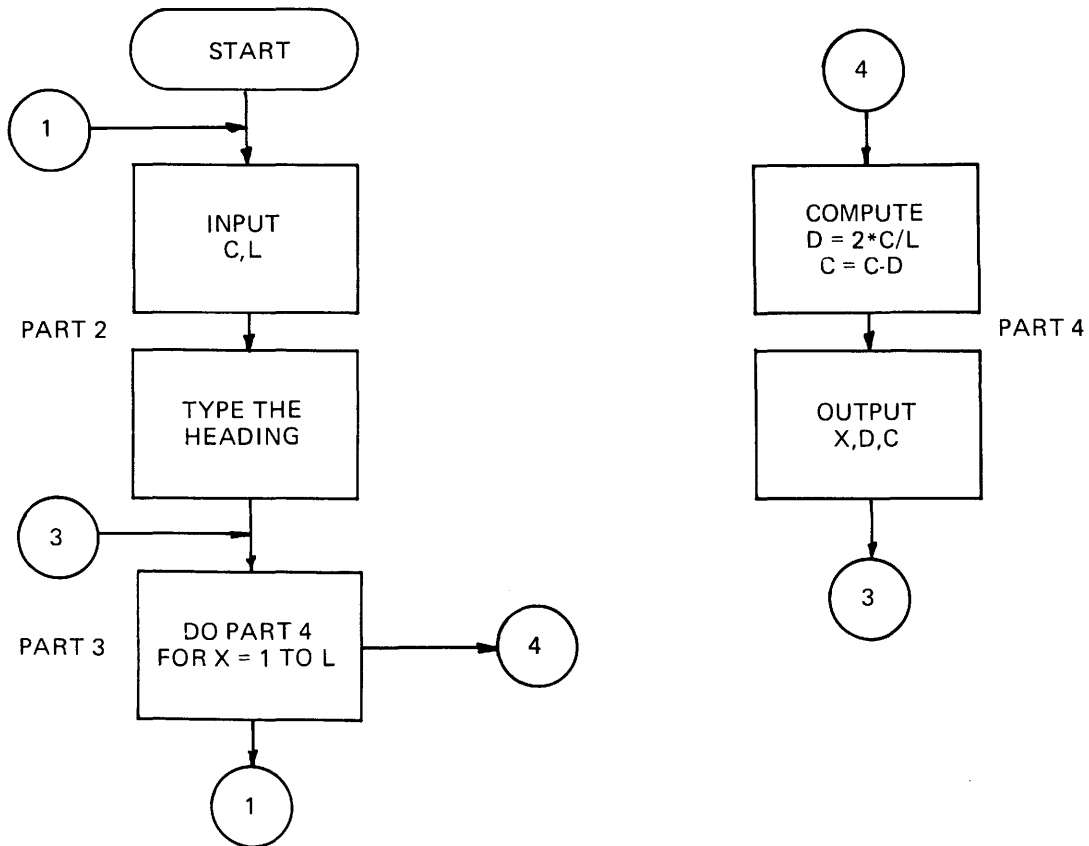 START
1
INPUT
C,L
PART 2
TYPE THE
HEADING
3
PART 3
DO PART 4
FOR X = 1 TO L
4
1
4
COMPUTE
D = 2*C/L
C = C-D
PART 4
OUTPUT
X,D,C
3